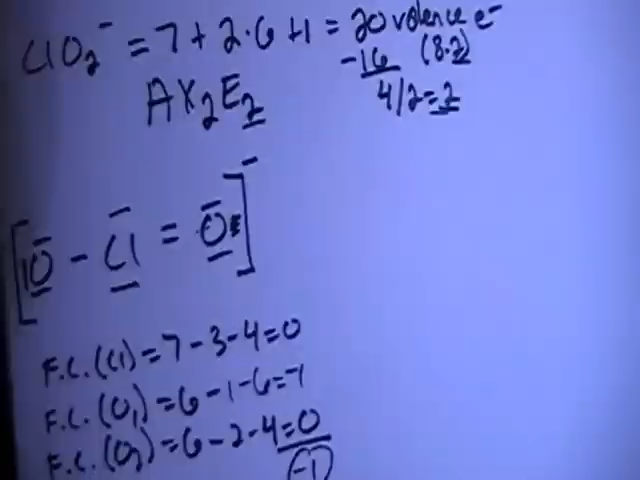 ClO₂⁻ = 7 + 2·6 + 1 = 20 valence e⁻
-16 (8·2)
4/2 = 2
AX₂E₂
[|O - Cl = O]⁻
F.C.(Cl) = 7 - 3 - 4 = 0
F.C.(O₁) = 6 - 1 - 6 = -1
F.C.(O₂) = 6 - 2 - 4 = 0
-1